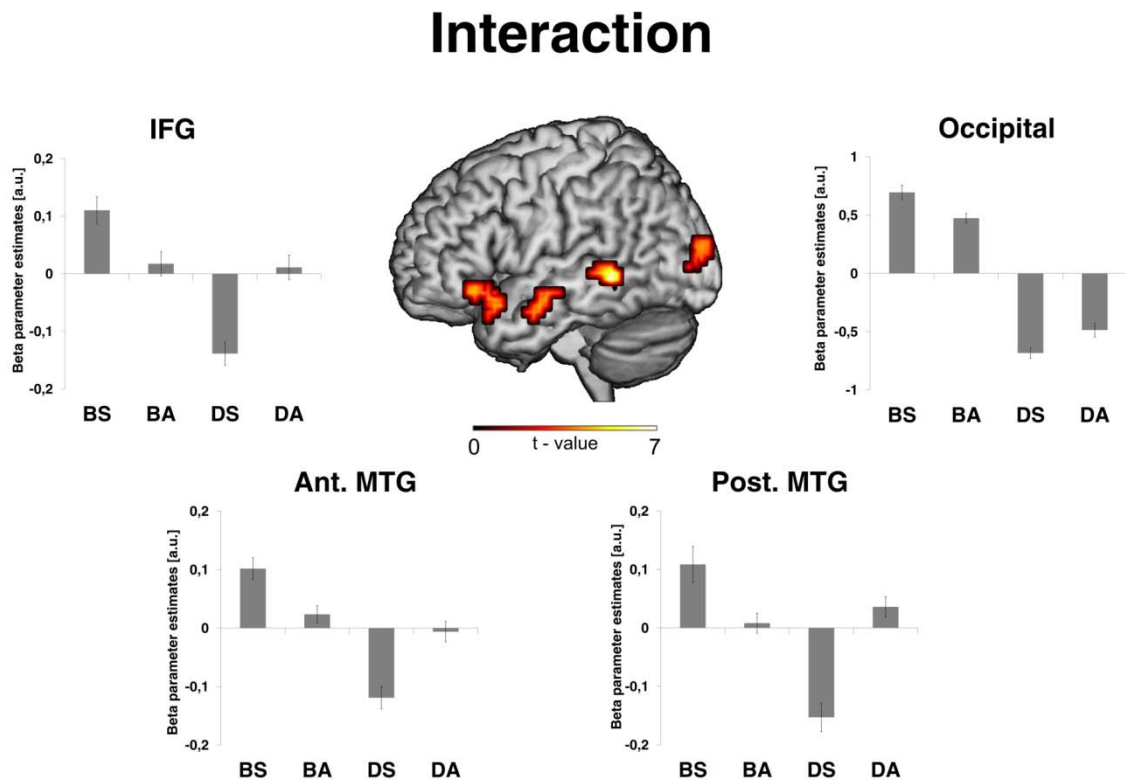 Interaction
IFG
Beta parameter estimates [a.u.]
0,2
0,1
0
-0,1
-0,2
BS BA DS DA
Occipital
Beta parameter estimates [a.u.]
1
0,5
0
-0,5
-1
BS BA DS DA
0 t - value 7
Ant. MTG
Beta parameter estimates [a.u.]
0,2
0,1
0
-0,1
-0,2
BS BA DS DA
Post. MTG
Beta parameter estimates [a.u.]
0,2
0,1
0
-0,1
-0,2
BS BA DS DA